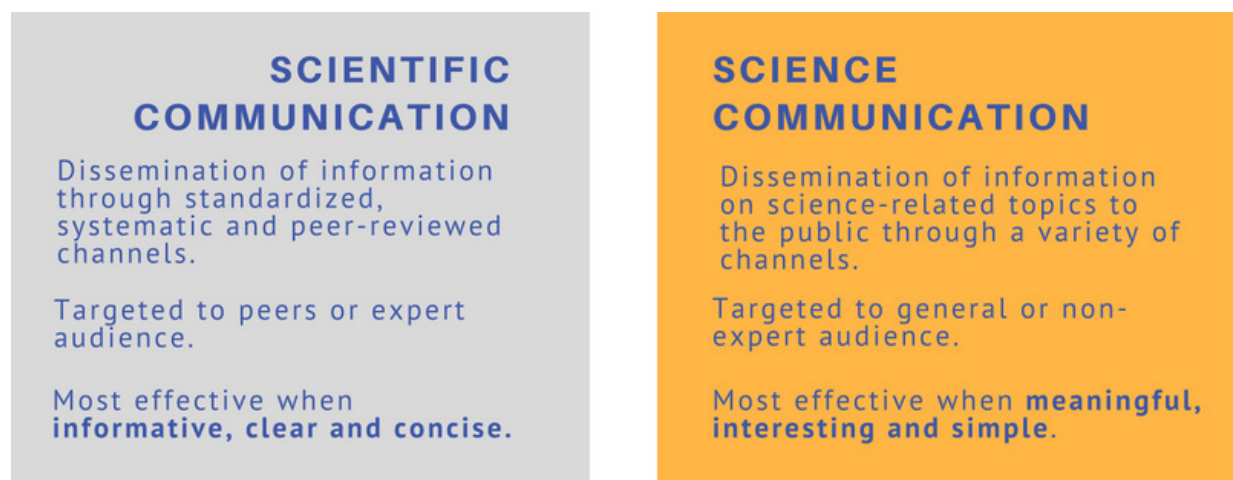 SCIENTIFIC
COMMUNICATION
Dissemination of information
through standardized,
systematic and peer-reviewed
channels.
Targeted to peers or expert
audience.
Most effective when
informative, clear and concise.
SCIENCE
COMMUNICATION
Dissemination of information
on science-related topics to
the public through a variety of
channels.
Targeted to general or non-
expert audience.
Most effective when meaningful,
interesting and simple.